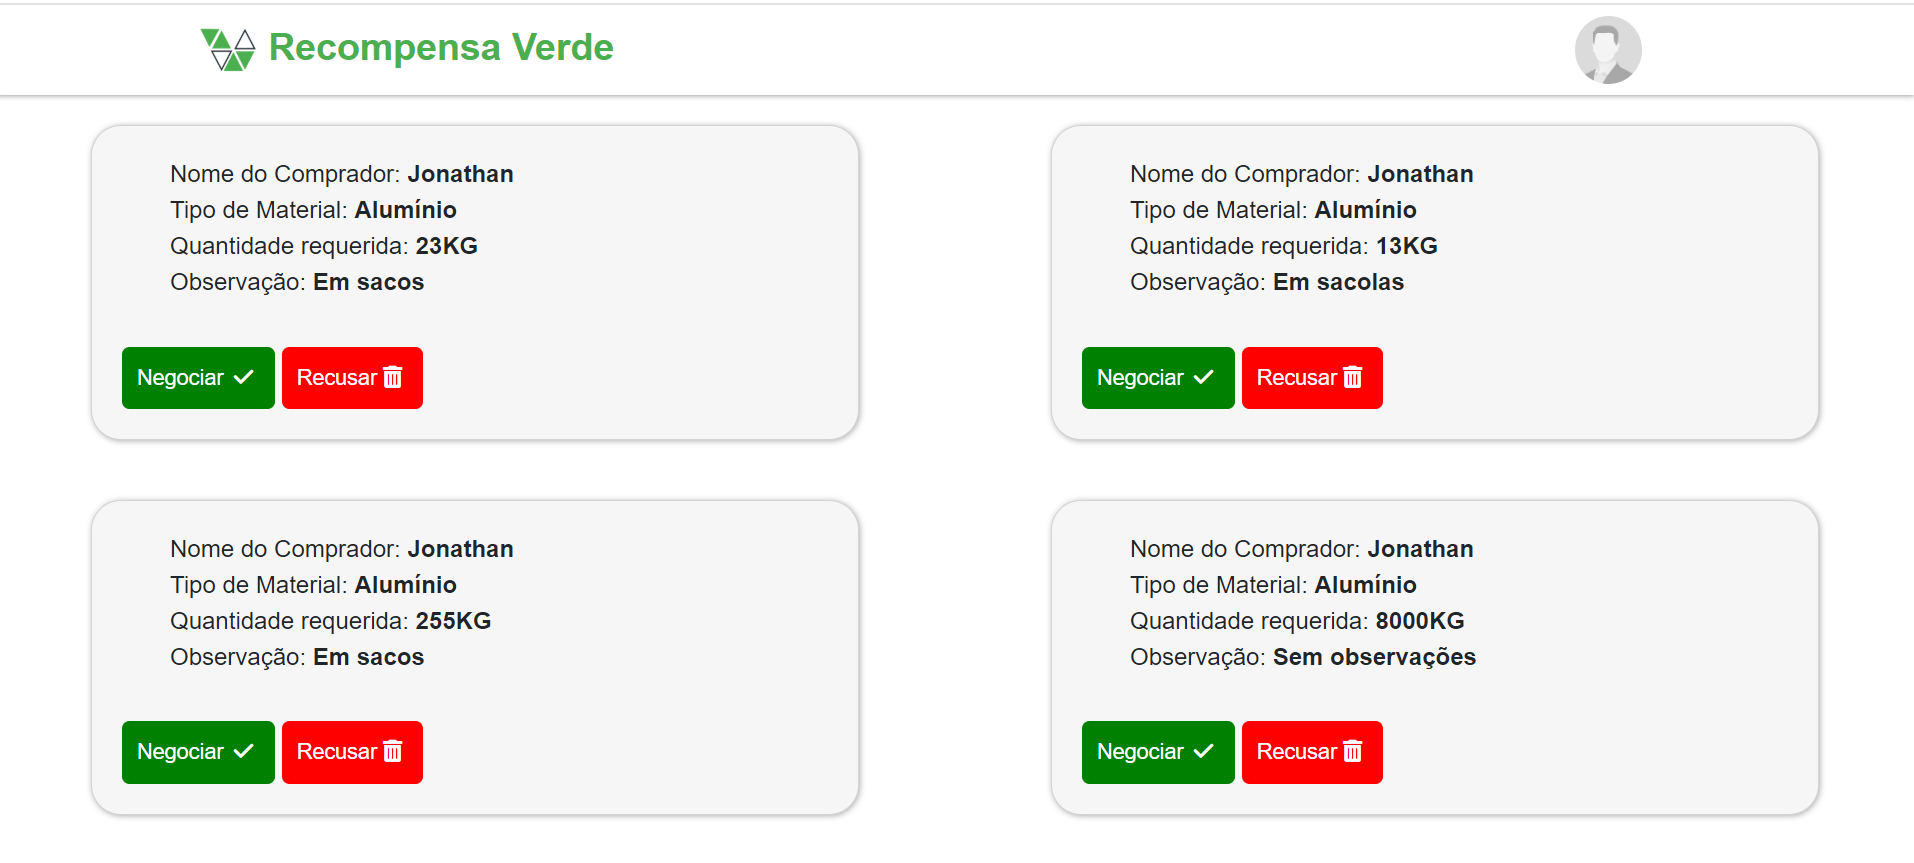 Recompensa Verde
Nome do Comprador: Jonathan
Tipo de Material: Alumínio
Quantidade requerida: 23KG
Observação: Em sacos
Negociar
Recusar
Nome do Comprador: Jonathan
Tipo de Material: Alumínio
Quantidade requerida: 13KG
Observação: Em sacolas
Negociar
Recusar
Nome do Comprador: Jonathan
Tipo de Material: Alumínio
Quantidade requerida: 255KG
Observação: Em sacos
Negociar
Recusar
Nome do Comprador: Jonathan
Tipo de Material: Alumínio
Quantidade requerida: 8000KG
Observação: Sem observações
Negociar
Recusar